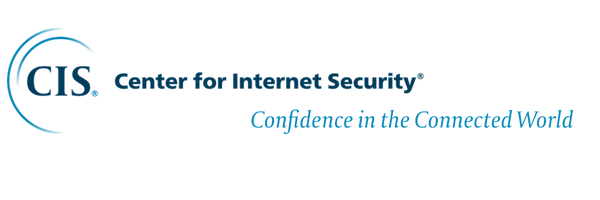 CIS® Center for Internet Security®
Confidence in the Connected World